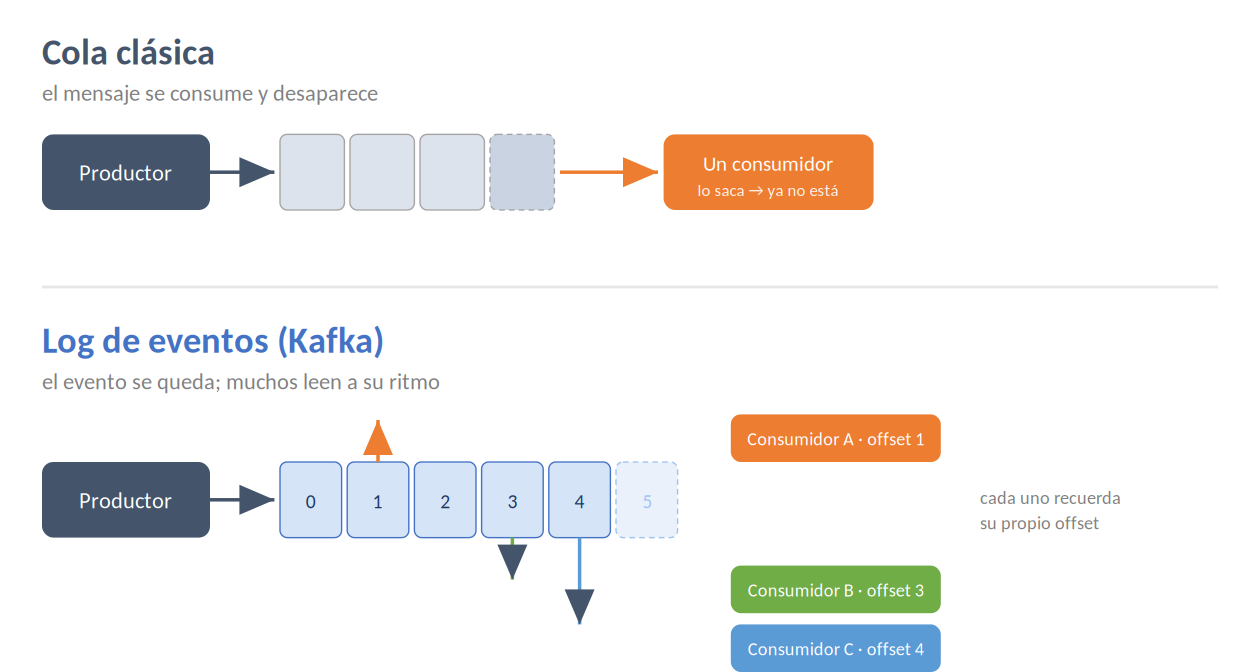 Cola clásica
el mensaje se consume y desaparece
Productor
Un consumidor
lo saca → ya no está
Log de eventos (Kafka)
el evento se queda; muchos leen a su ritmo
Consumidor A · offset 1
Productor
0
1
2
3
4
5
cada uno recuerda
su propio offset
Consumidor B · offset 3
Consumidor C · offset 4